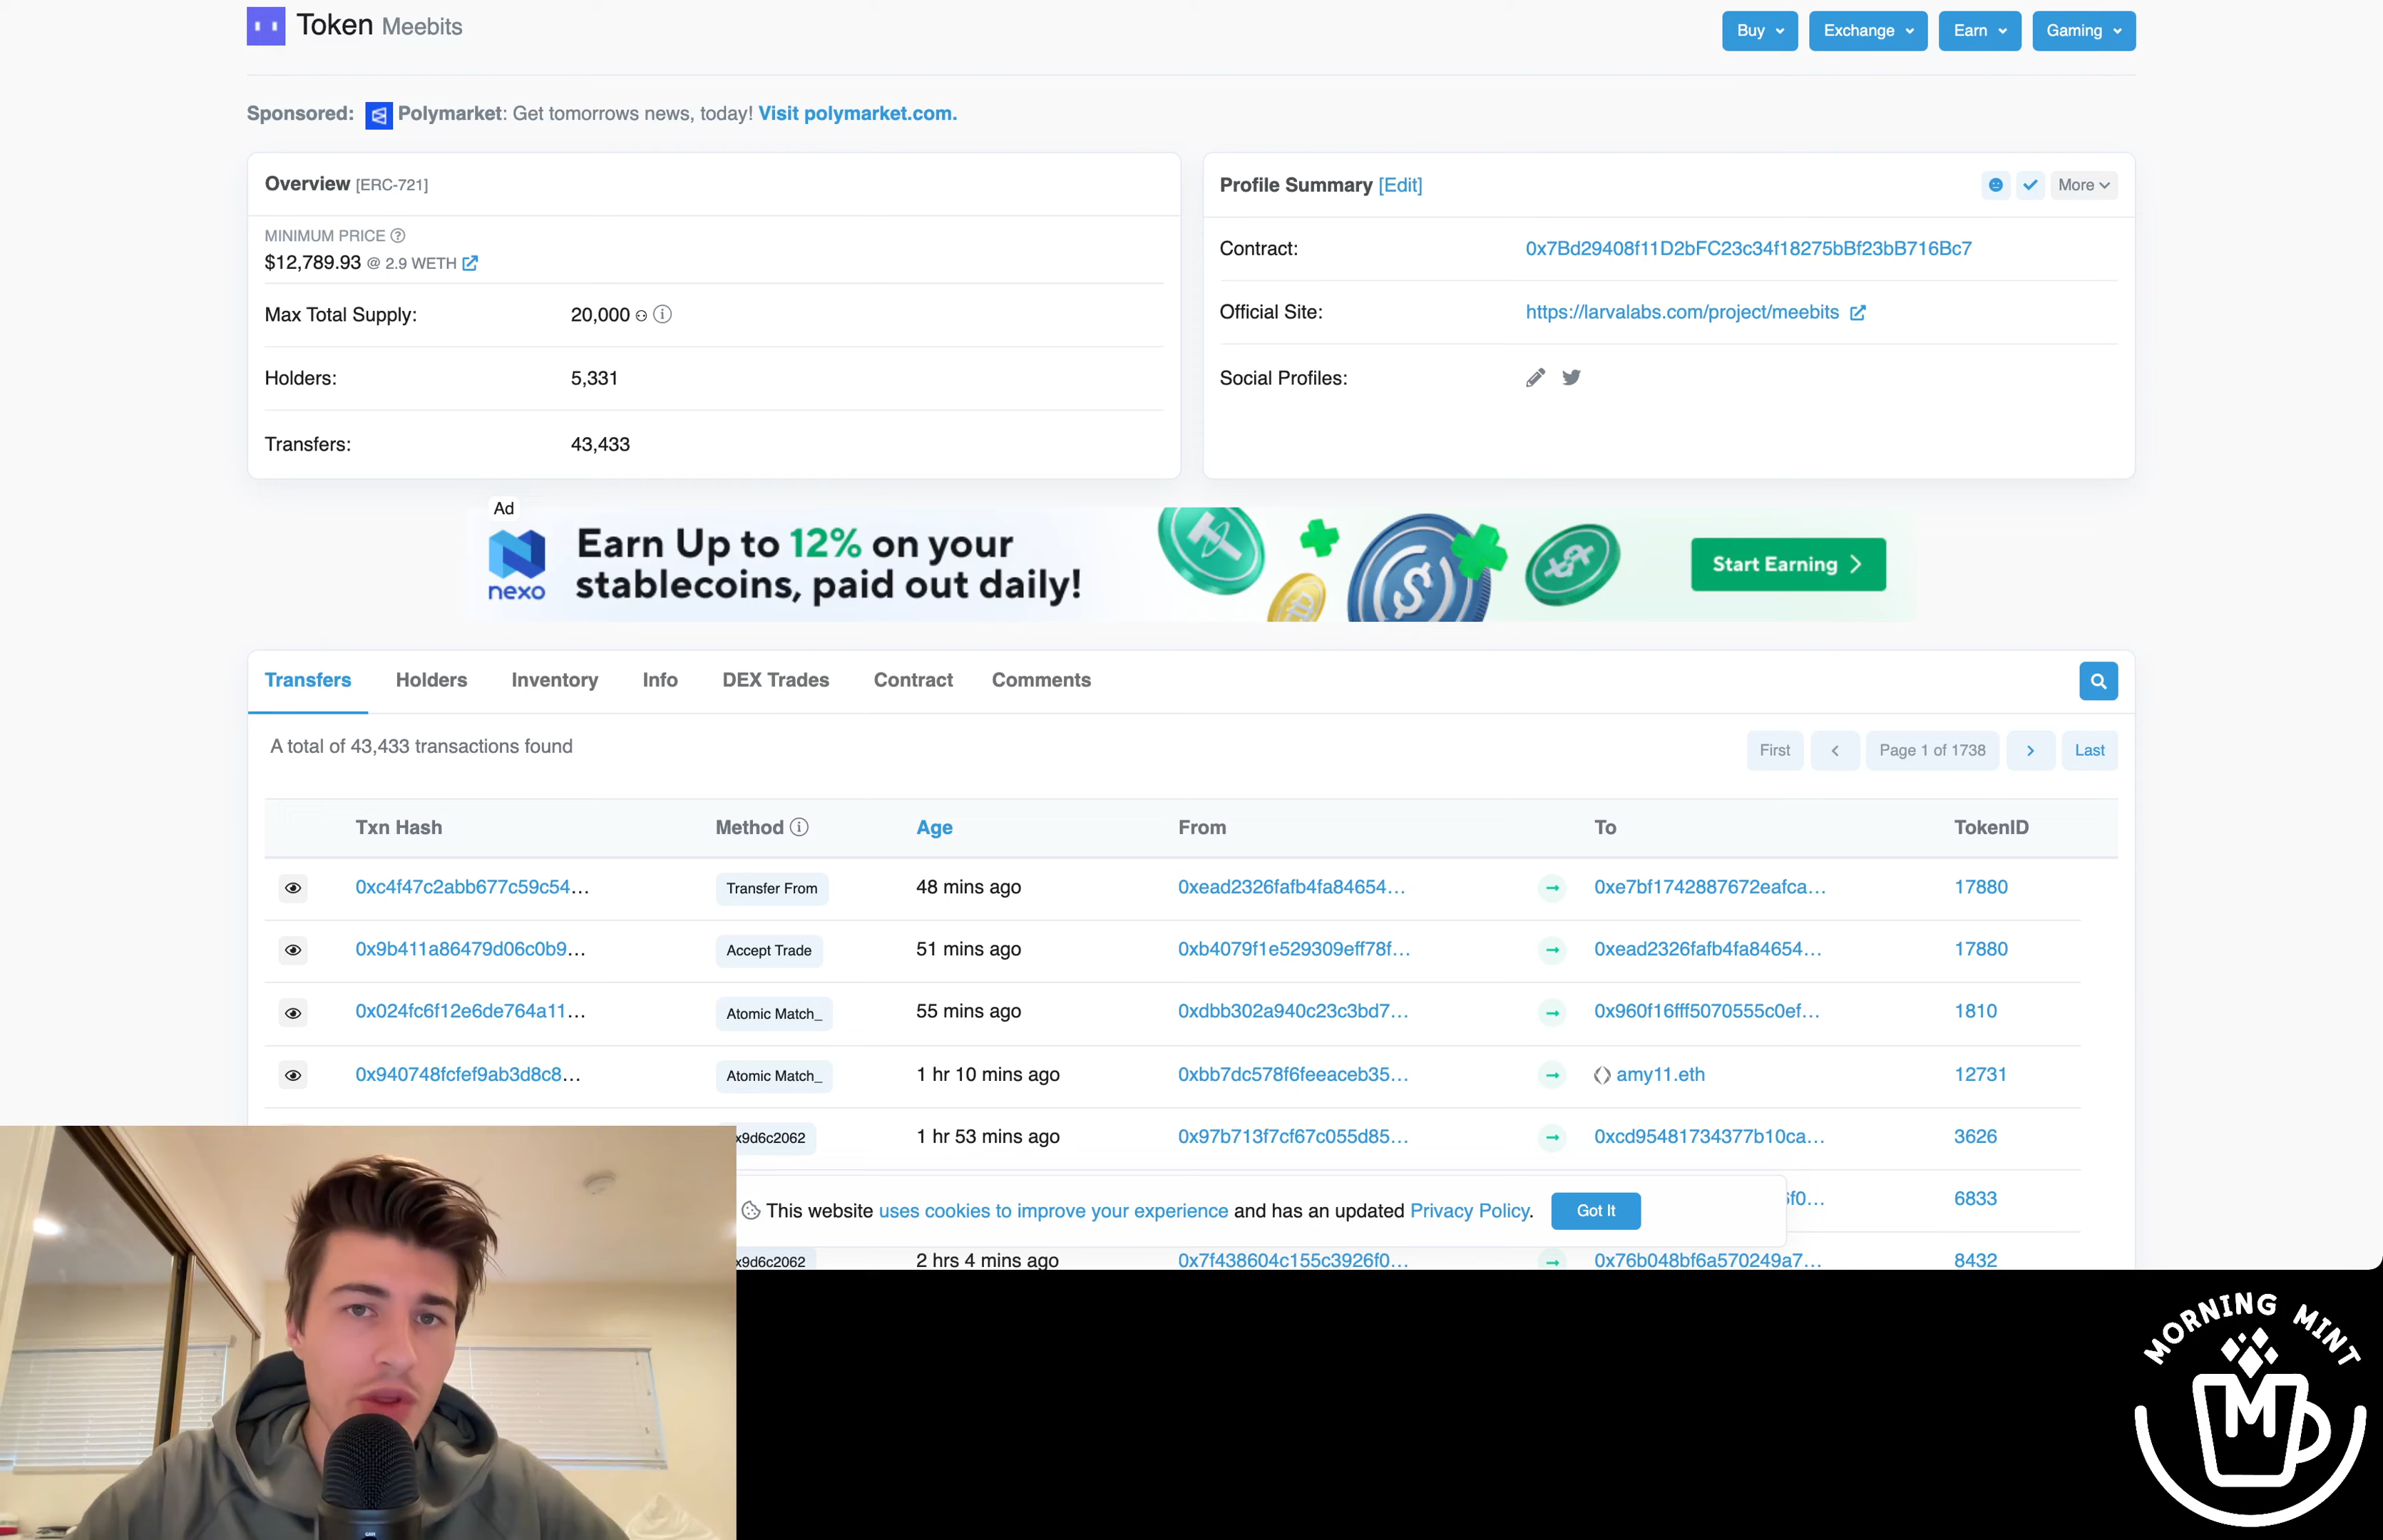 Token Meebits
Buy
Exchange
Earn
Gaming
Sponsored: Polymarket: Get tomorrows news, today! Visit polymarket.com.
Overview [ERC-721]
MINIMUM PRICE
$12,789.93 @ 2.9 WETH
Max Total Supply: 20,000
Holders: 5,331
Transfers: 43,433
Profile Summary [Edit]
More
Contract: 0x7Bd29408f11D2bFC23c34f18275bBf23bB716Bc7
Official Site: https://larvalabs.com/project/meebits
Social Profiles:
Ad
nexo
Earn Up to 12% on your
stablecoins, paid out daily!
Start Earning
Transfers Holders Inventory Info DEX Trades Contract Comments
A total of 43,433 transactions found
First
Page 1 of 1738
Last
Txn Hash Method Age From To TokenID
0xc4f47c2abb677c59c54... Transfer From 48 mins ago 0xead2326fafb4fa84654... 0xe7bf1742887672eafca... 17880
0x9b411a86479d06c0b9... Accept Trade 51 mins ago 0xb4079f1e529309eff78f... 0xead2326fafb4fa84654... 17880
0x024fc6f12e6de764a11... Atomic Match_ 55 mins ago 0xdbb302a940c23c3bd7... 0x960f16fff5070555c0ef... 1810
0x940748fcfef9ab3d8c8... Atomic Match_ 1 hr 10 mins ago 0xbb7dc578f6feeaceb35... amy11.eth 12731
x9d6c2062 1 hr 53 mins ago 0x97b713f7cf67c055d85... 0xcd95481734377b10ca... 3626
6833
This website uses cookies to improve your experience and has an updated Privacy Policy.
Got It
x9d6c2062 2 hrs 4 mins ago 0x7f438604c155c3926f0... 0x76b048bf6a570249a7... 8432
MORNING MINT
M